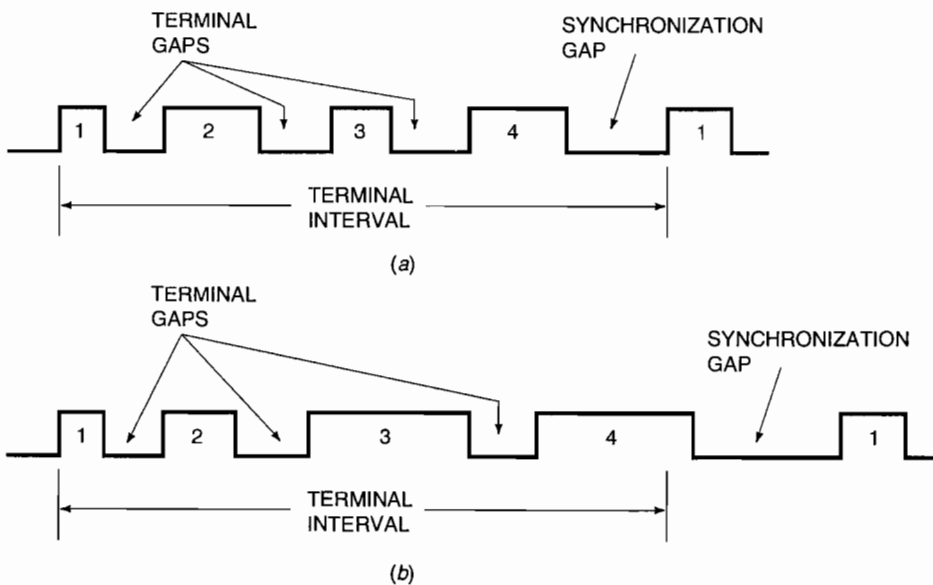 TERMINAL
GAPS
SYNCHRONIZATION
GAP
1
2
3
4
1
TERMINAL
INTERVAL
(a)
TERMINAL
GAPS
SYNCHRONIZATION
GAP
1
2
3
4
1
TERMINAL
INTERVAL
(b)